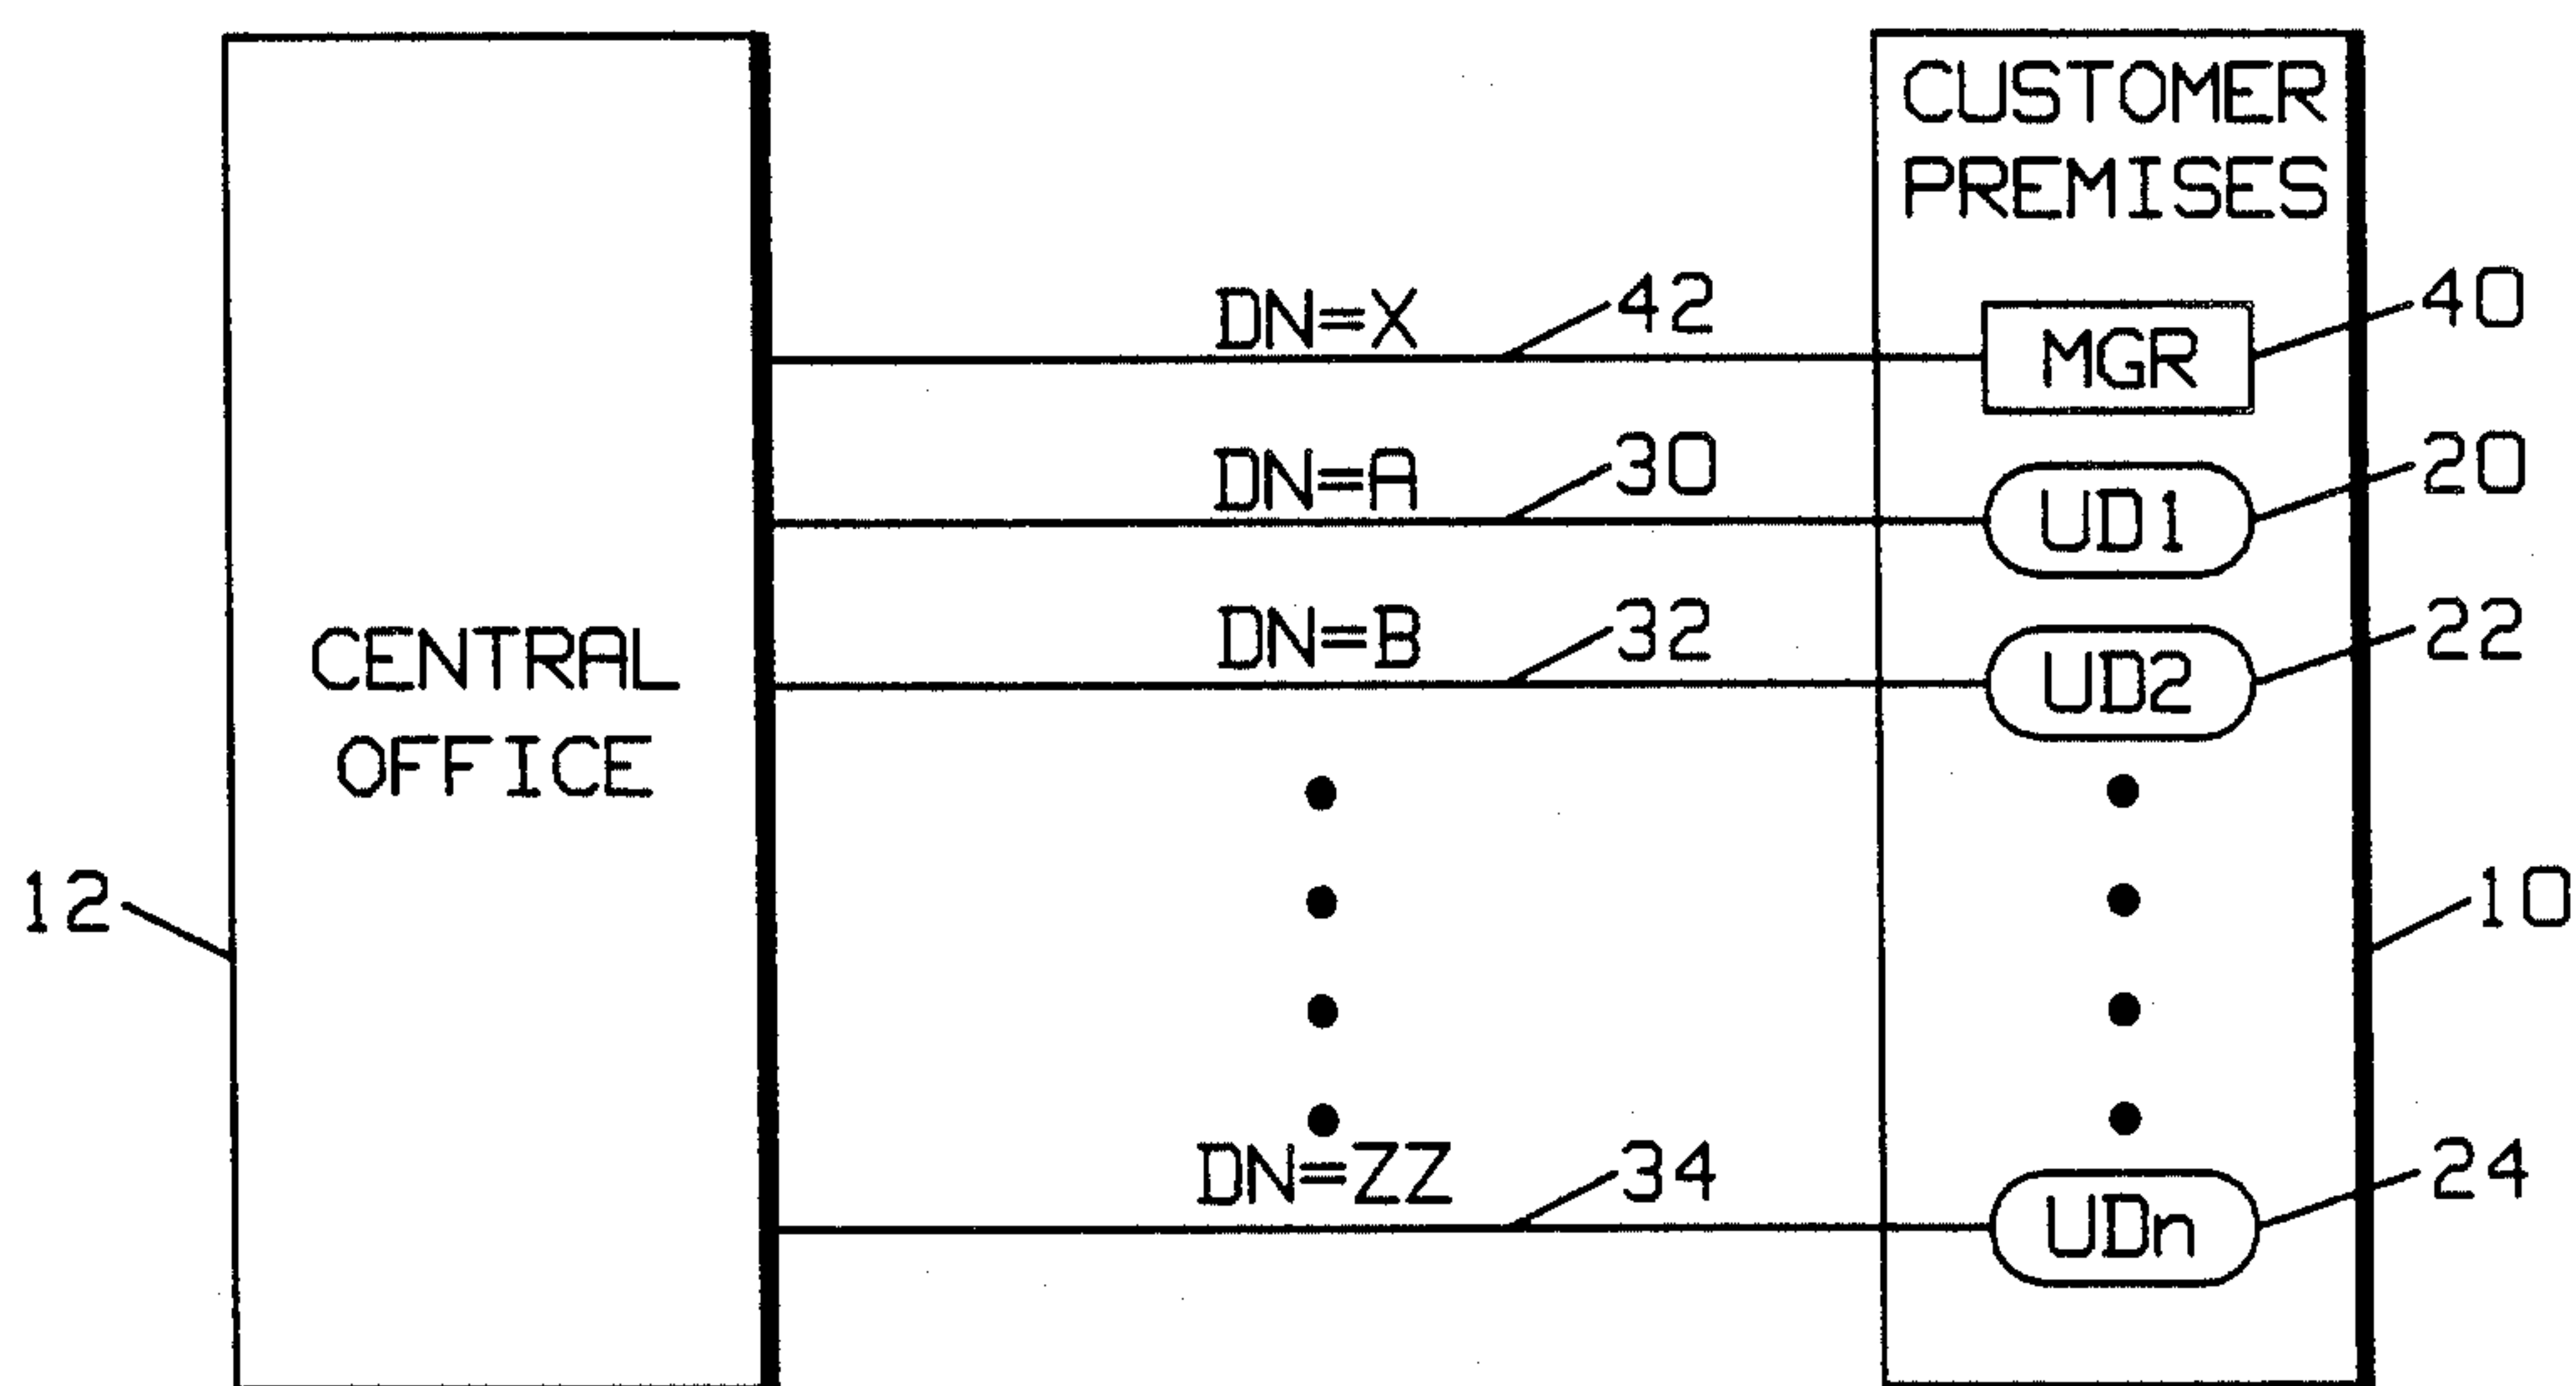 CUSTOMER
PREMISES
DN=X
42
MGR
40
DN=A
30
UD1
20
DN=B
32
UD2
22
CENTRAL
OFFICE
12
10
DN=ZZ
34
UDn
24